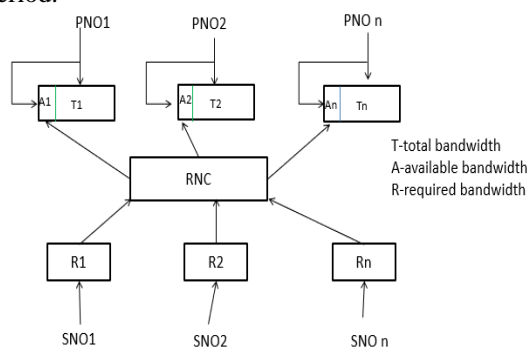 eriod.
PNO1 PNO2 PNO n
A1 T1 A2 T2 An Tn
T-total bandwidth
A-available bandwidth
R-required bandwidth
RNC
R1 R2 Rn
SNO1 SNO2 SNO n